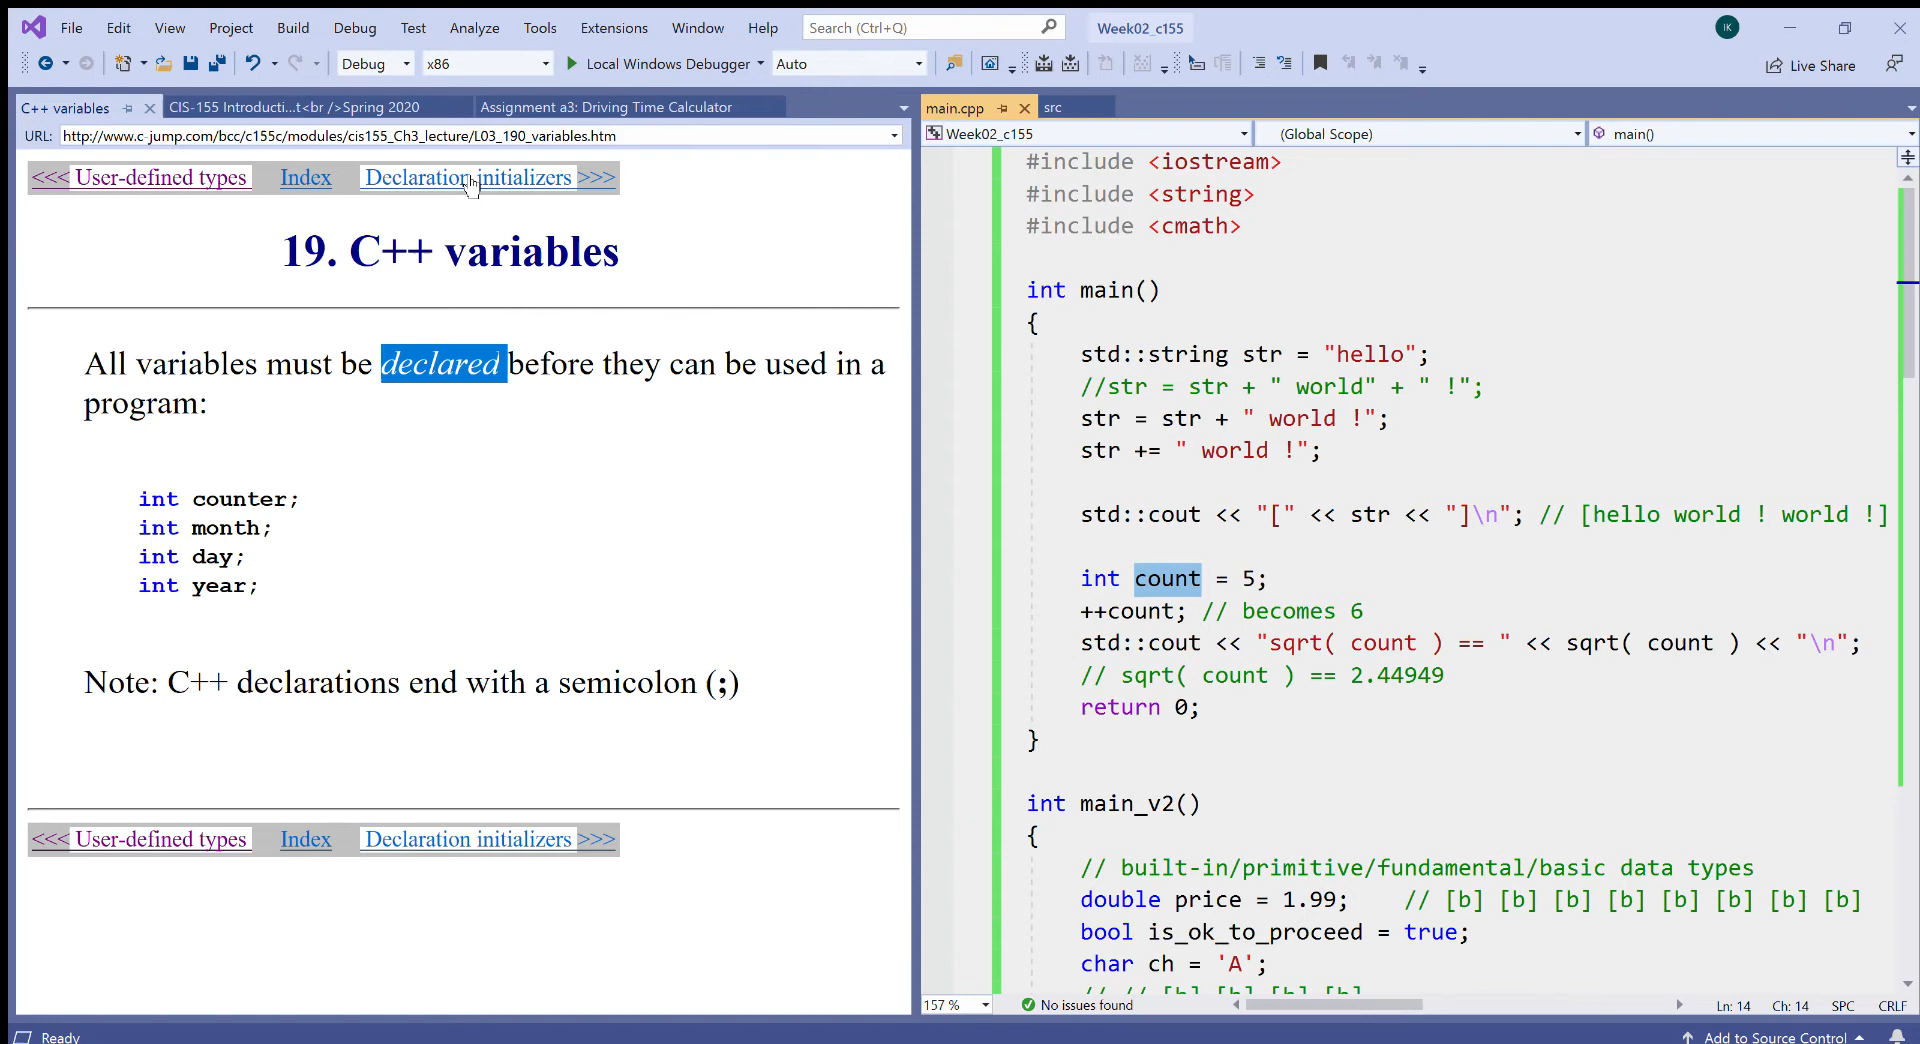 File Edit View Project Build Debug Test Analyze Tools Extensions Window Help Search (Ctrl+Q) Week02_c155 IK
Debug x86 Local Windows Debugger Auto Live Share
C++ variables CIS-155 Introducti...t<br />Spring 2020 Assignment a3: Driving Time Calculator
URL: http://www.c-jump.com/bcc/c155c/modules/cis155_Ch3_lecture/L03_190_variables.htm
<<< User-defined types Index Declaration initializers >>>
19. C++ variables
All variables must be declared before they can be used in a
program:
int counter;
int month;
int day;
int year;
Note: C++ declarations end with a semicolon (;)
<<< User-defined types Index Declaration initializers >>>
main.cpp src
Week02_c155 (Global Scope) main()
#include <iostream>
#include <string>
#include <cmath>
int main()
{
std::string str = "hello";
//str = str + " world" + " !";
str = str + " world !";
str += " world !";
std::cout << "[" << str << "]\n"; // [hello world ! world !]
int count = 5;
++count; // becomes 6
std::cout << "sqrt( count ) == " << sqrt( count ) << "\n";
// sqrt( count ) == 2.44949
return 0;
}
int main_v2()
{
// built-in/primitive/fundamental/basic data types
double price = 1.99; // [b] [b] [b] [b] [b] [b] [b] [b]
bool is_ok_to_proceed = true;
char ch = 'A';
// // [b] [b] [b] [b]
157 % No issues found Ln: 14 Ch: 14 SPC CRLF
Ready Add to Source Control